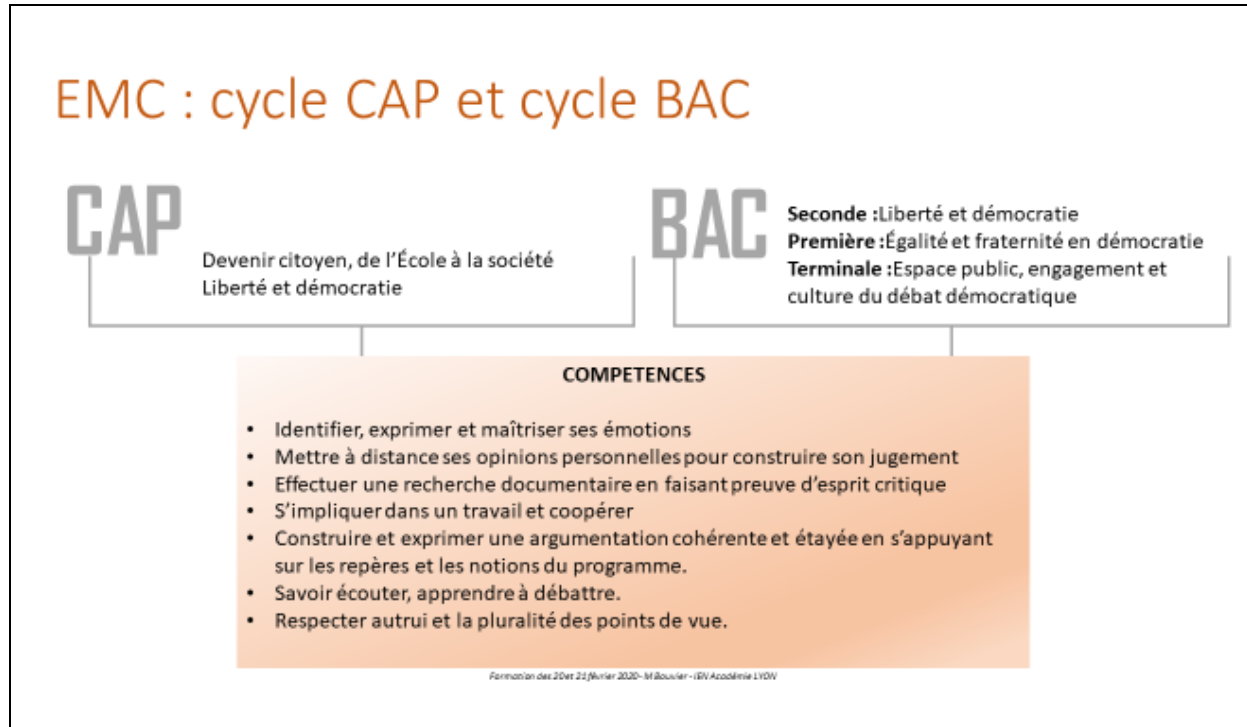 EMC : cycle CAP et cycle BAC
CAP
Devenir citoyen, de l’École à la société
Liberté et démocratie
BAC
Seconde :Liberté et démocratie
Première :Égalité et fraternité en démocratie
Terminale :Espace public, engagement et
culture du débat démocratique
COMPETENCES
• Identifier, exprimer et maîtriser ses émotions
• Mettre à distance ses opinions personnelles pour construire son jugement
• Effectuer une recherche documentaire en faisant preuve d’esprit critique
• S’impliquer dans un travail et coopérer
• Construire et exprimer une argumentation cohérente et étayée en s’appuyant
sur les repères et les notions du programme.
• Savoir écouter, apprendre à débattre.
• Respecter autrui et la pluralité des points de vue.
Formation des 20 et 21 février 2020- M Bouvier - IEN Académie LYON